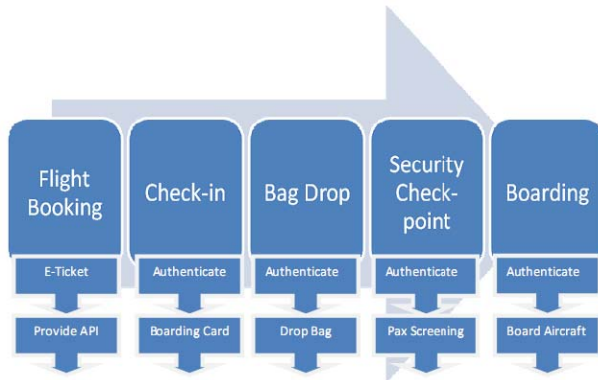 Flight
Booking
Check-in
Bag Drop
Security
Check-
point
Boarding
E-Ticket
Authenticate
Authenticate
Authenticate
Authenticate
Provide API
Boarding Card
Drop Bag
Pax Screening
Board Aircraft